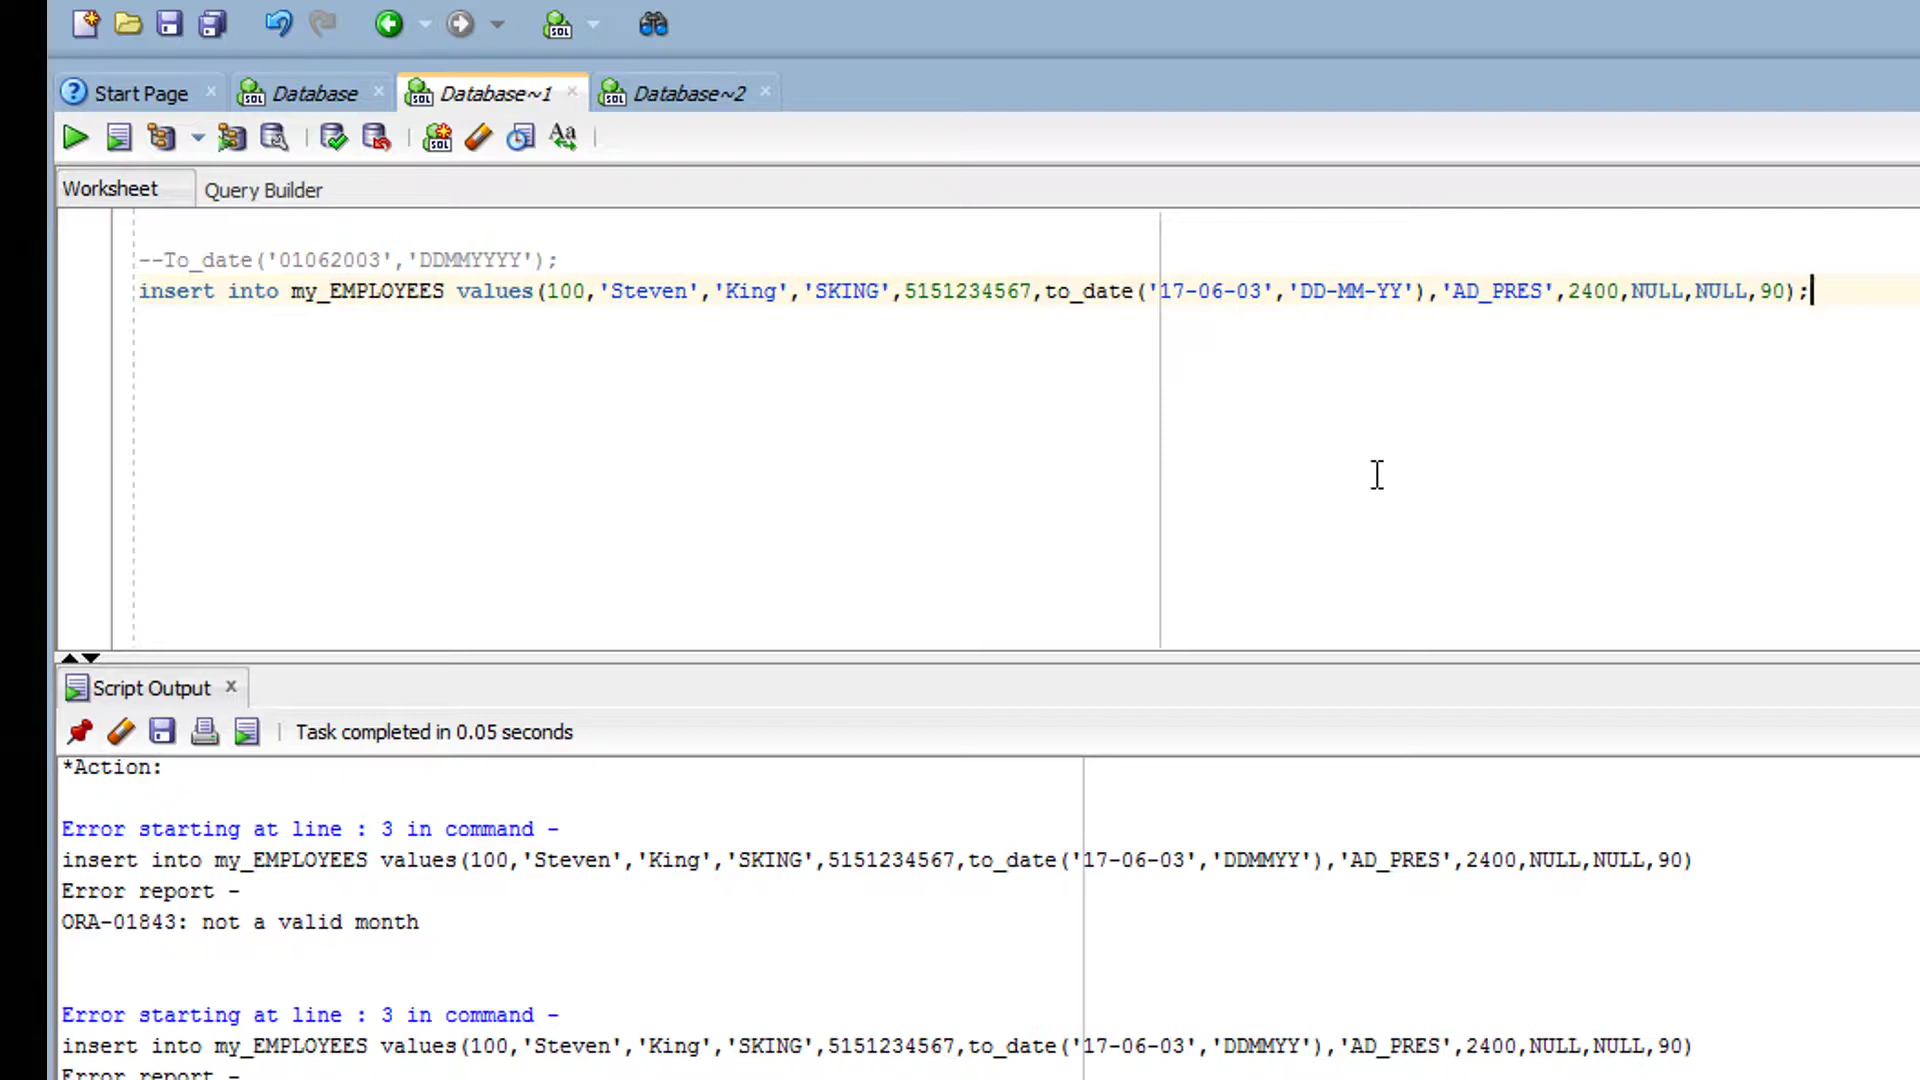 Start Page
Database
Database~1
Database~2
Worksheet
Query Builder
--To_date('01062003','DDMMYYYY');
insert into my_EMPLOYEES values(100,'Steven','King','SKING',5151234567,to_date('17-06-03','DD-MM-YY'),'AD_PRES',2400,NULL,NULL,90);
Script Output
Task completed in 0.05 seconds
*Action:
Error starting at line : 3 in command -
insert into my_EMPLOYEES values(100,'Steven','King','SKING',5151234567,to_date('17-06-03','DDMMYY'),'AD_PRES',2400,NULL,NULL,90)
Error report -
ORA-01843: not a valid month
Error starting at line : 3 in command -
insert into my_EMPLOYEES values(100,'Steven','King','SKING',5151234567,to_date('17-06-03','DDMMYY'),'AD_PRES',2400,NULL,NULL,90)
Error report -